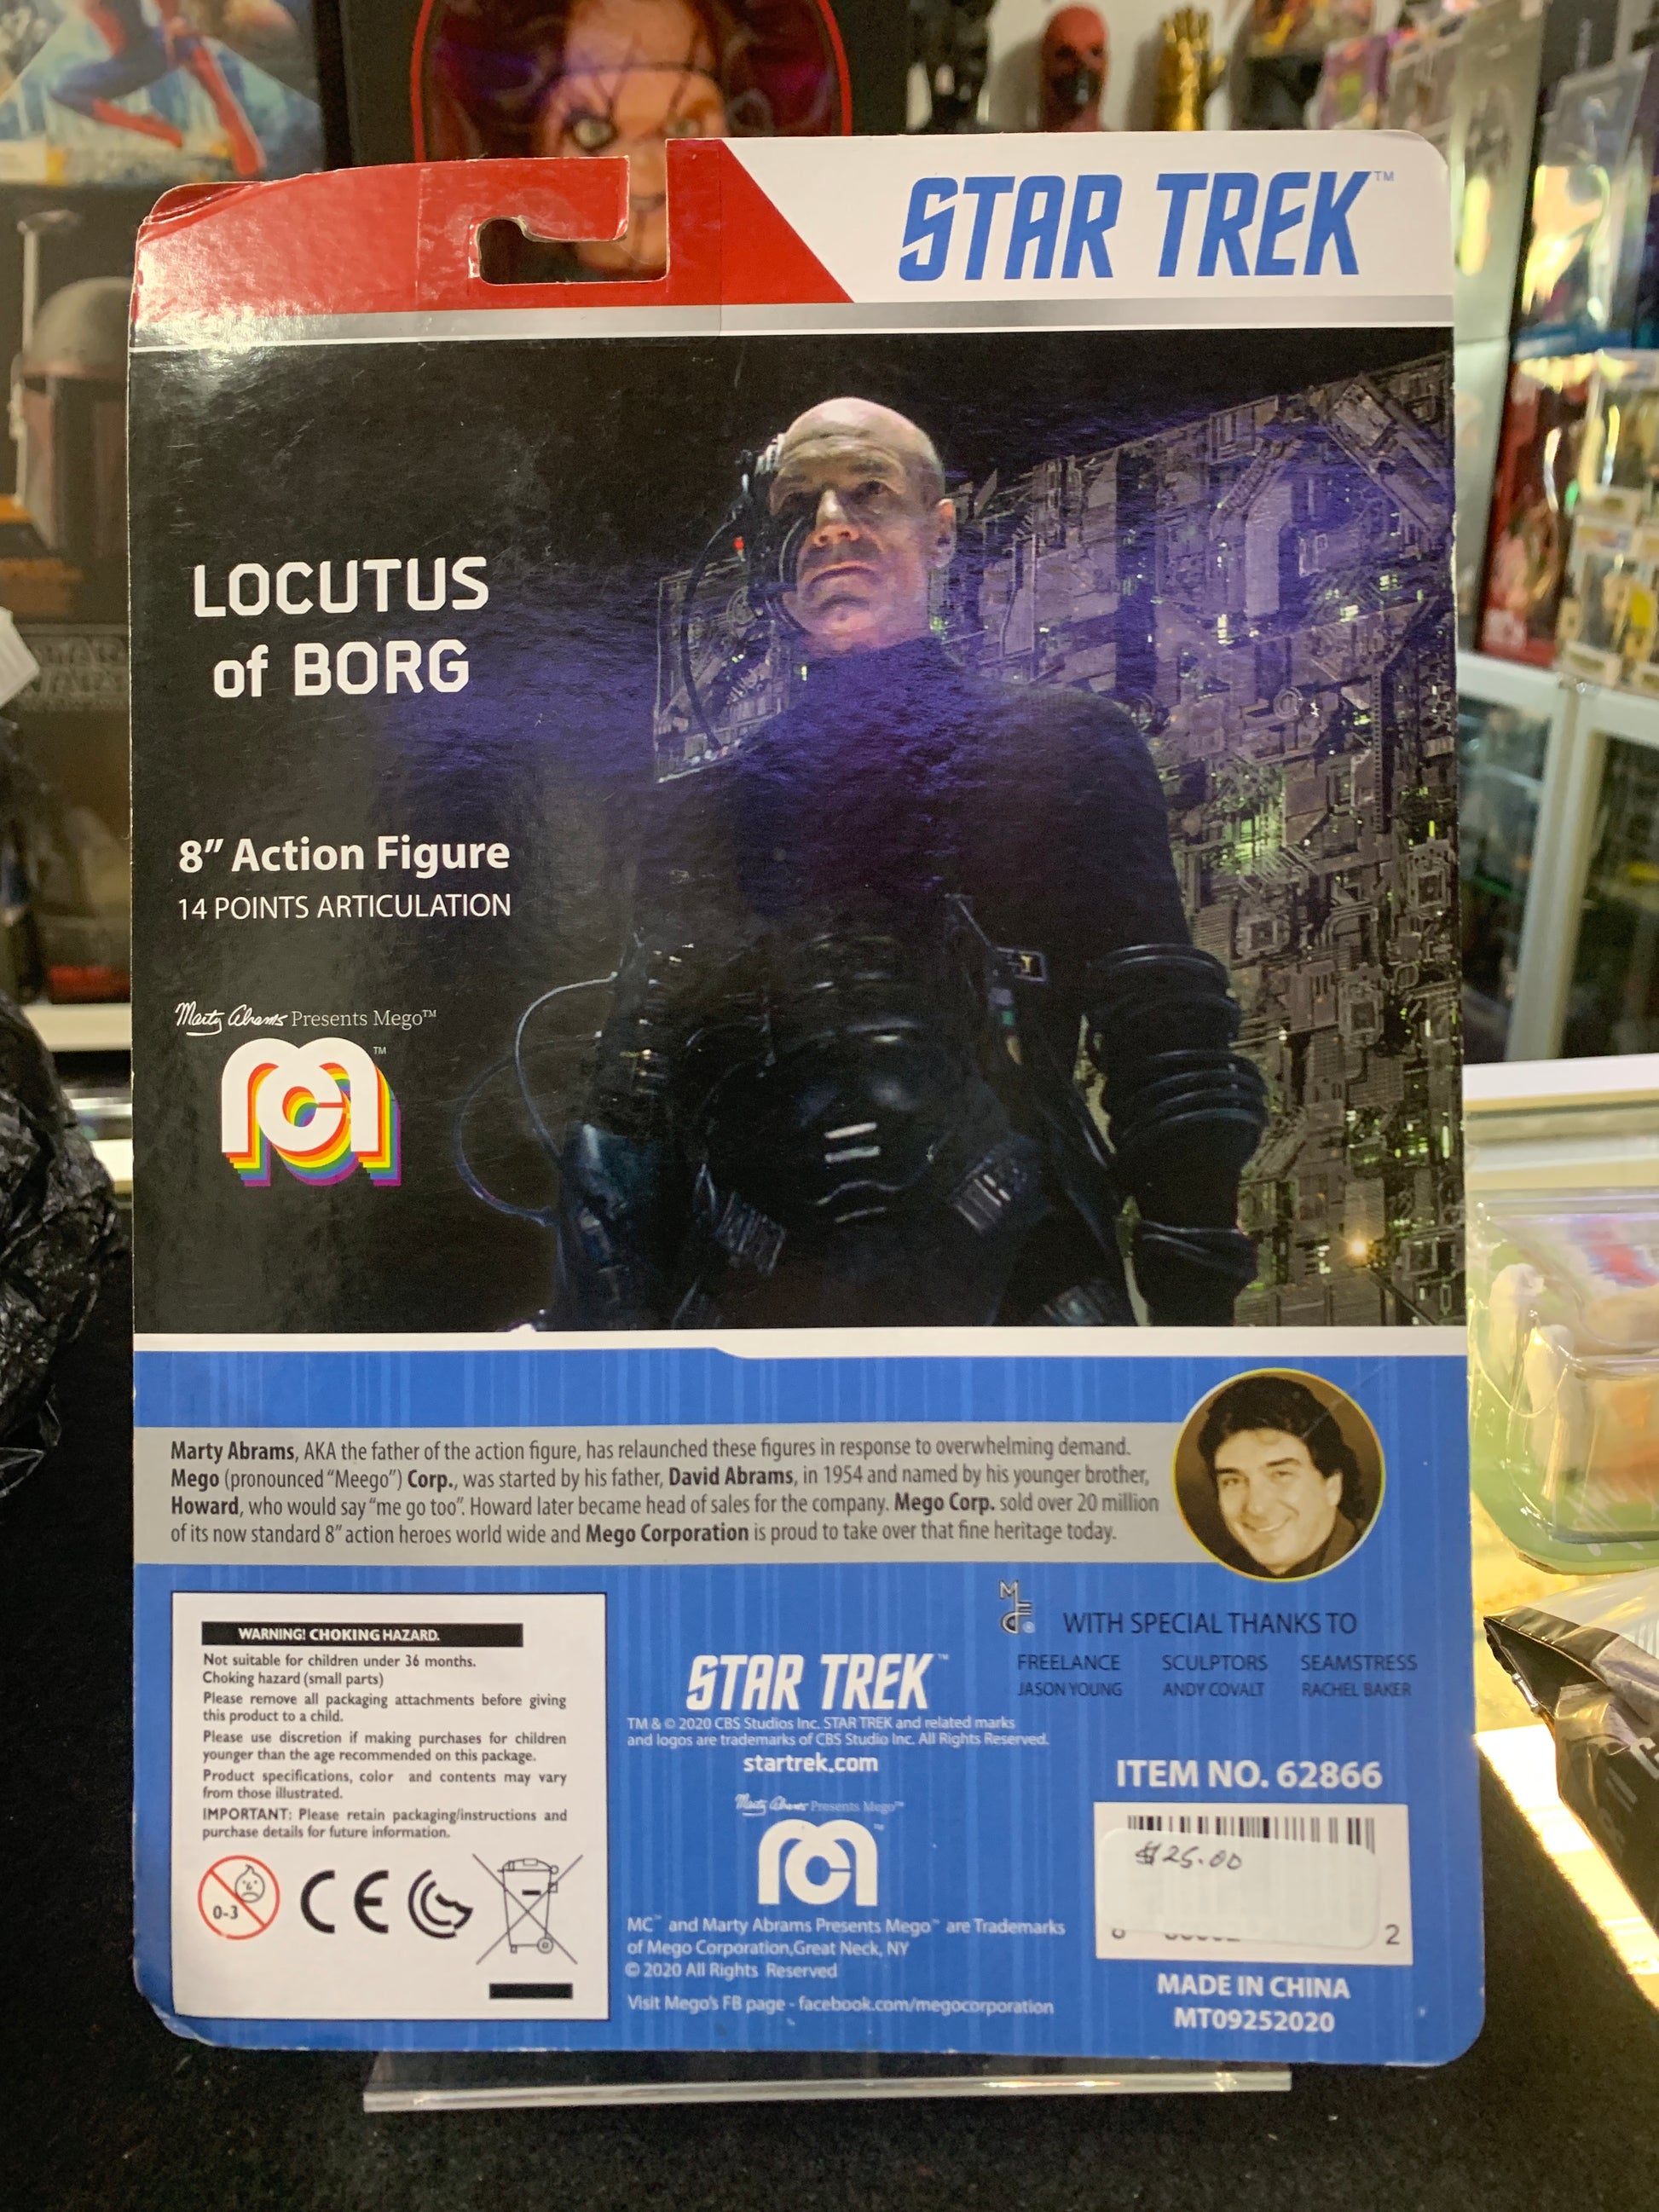 STAR TREK™
LOCUTUS
of BORG
8" Action Figure
14 POINTS ARTICULATION
Marty Abrams Presents Mego™
TM
Marty Abrams, AKA the father of the action figure, has relaunched these figures in response to overwhelming demand.
Mego (pronounced "Meego") Corp., was started by his father, David Abrams, in 1954 and named by his younger brother,
Howard, who would say "me go too". Howard later became head of sales for the company. Mego Corp. sold over 20 million
of its now standard 8" action heroes world wide and Mego Corporation is proud to take over that fine heritage today.
WARNING! CHOKING HAZARD.
Not suitable for children under 36 months.
Choking hazard (small parts)
Please remove all packaging attachments before giving
this product to a child.
Please use discretion if making purchases for children
younger than the age recommended on this package.
Product specifications, color and contents may vary
from those illustrated.
IMPORTANT: Please retain packaging/instructions and
purchase details for future information.
0-3
CE
STAR TREK™
TM & © 2020 CBS Studios Inc. STAR TREK and related marks
and logos are trademarks of CBS Studio Inc. All Rights Reserved.
startrek.com
Marty Abrams Presents Mego™
MC™ and Marty Abrams Presents Mego™ are Trademarks
of Mego Corporation,Great Neck, NY
© 2020 All Rights Reserved
Visit Mego's FB page - facebook.com/megocorporation
WITH SPECIAL THANKS TO
FREELANCE SCULPTORS SEAMSTRESS
JASON YOUNG ANDY COVALT RACHEL BAKER
ITEM NO. 62866
$25.00
2
MADE IN CHINA
MT09252020